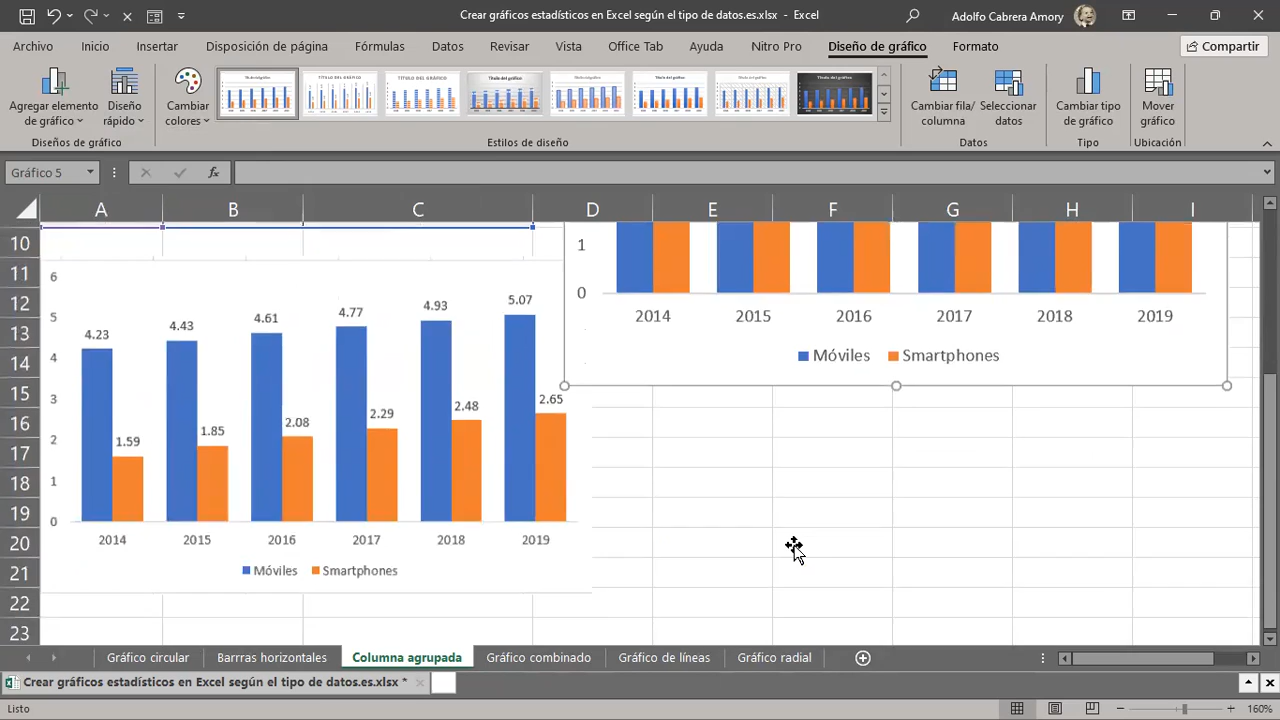 Crear gráficos estadísticos en Excel según el tipo de datos.es.xlsx - Excel
Adolfo Cabrera Amory
Archivo Inicio Insertar Disposición de página Fórmulas Datos Revisar Vista Office Tab Ayuda Nitro Pro Diseño de gráfico Formato Compartir
Agregar elemento
de gráfico
Diseño
rápido
Cambiar
colores
Cambiar fila/
columna
Seleccionar
datos
Cambiar tipo
de gráfico
Mover
gráfico
Diseños de gráfico Estilos de diseño Datos Tipo Ubicación
Gráfico 5 fx
A B C D E F G H I
10
11
12
13
14
15
16
17
18
19
20
21
22
23
6
5
4
3
2
1
0
4.23 4.43 4.61 4.77 4.93 5.07
1.59 1.85 2.08 2.29 2.48 2.65
2014 2015 2016 2017 2018 2019
Móviles Smartphones
1
0
2014 2015 2016 2017 2018 2019
Móviles Smartphones
Gráfico circular Barrras horizontales Columna agrupada Gráfico combinado Gráfico de líneas Gráfico radial
Crear gráficos estadísticos en Excel según el tipo de datos.es.xlsx *
Listo
160%